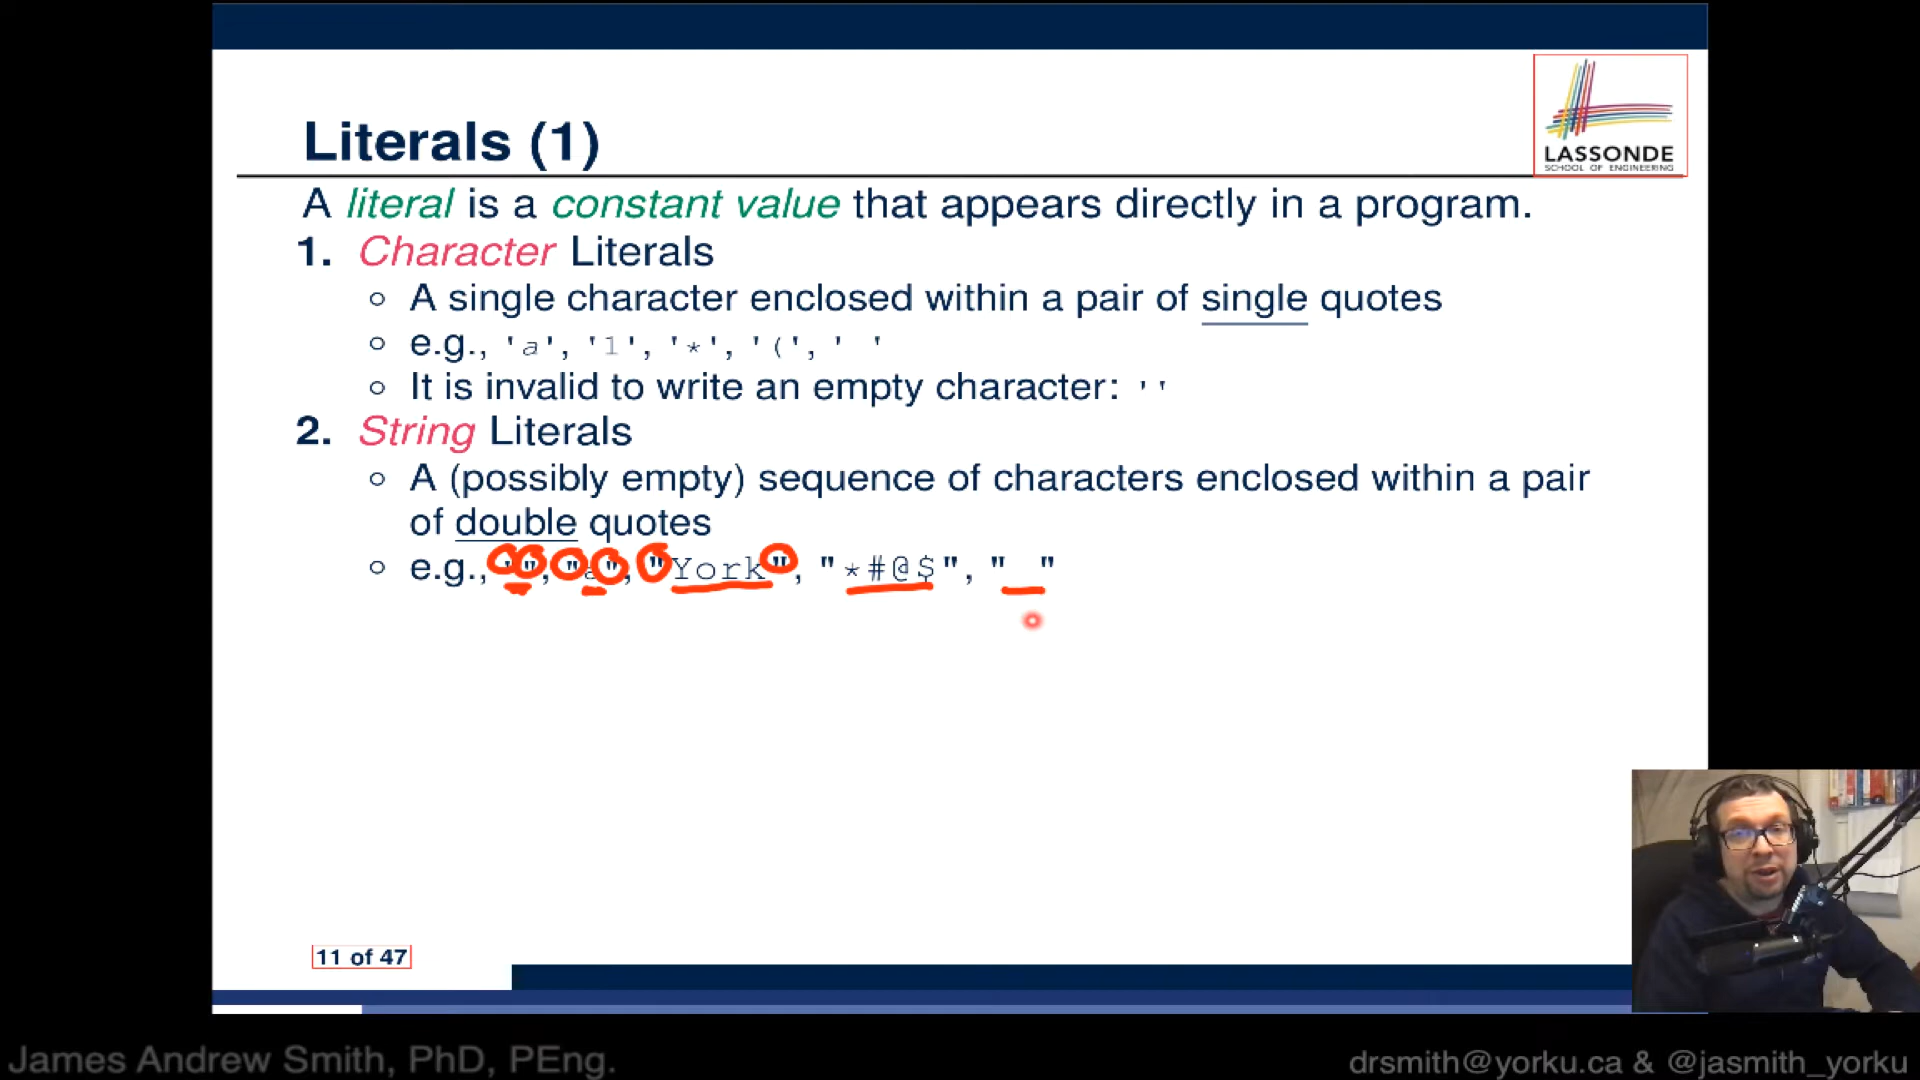 LASSONDE
SCHOOL OF ENGINEERING
Literals (1)
A literal is a constant value that appears directly in a program.
1. Character Literals
○ A single character enclosed within a pair of single quotes
○ e.g., 'a', '1', '*', '(', ' '
○ It is invalid to write an empty character: ''
2. String Literals
○ A (possibly empty) sequence of characters enclosed within a pair
of double quotes
○ e.g., "", "a", "York", "*#@$", " "
11 of 47
James Andrew Smith, PhD, PEng.
drsmith@yorku.ca & @jasmith_yorku